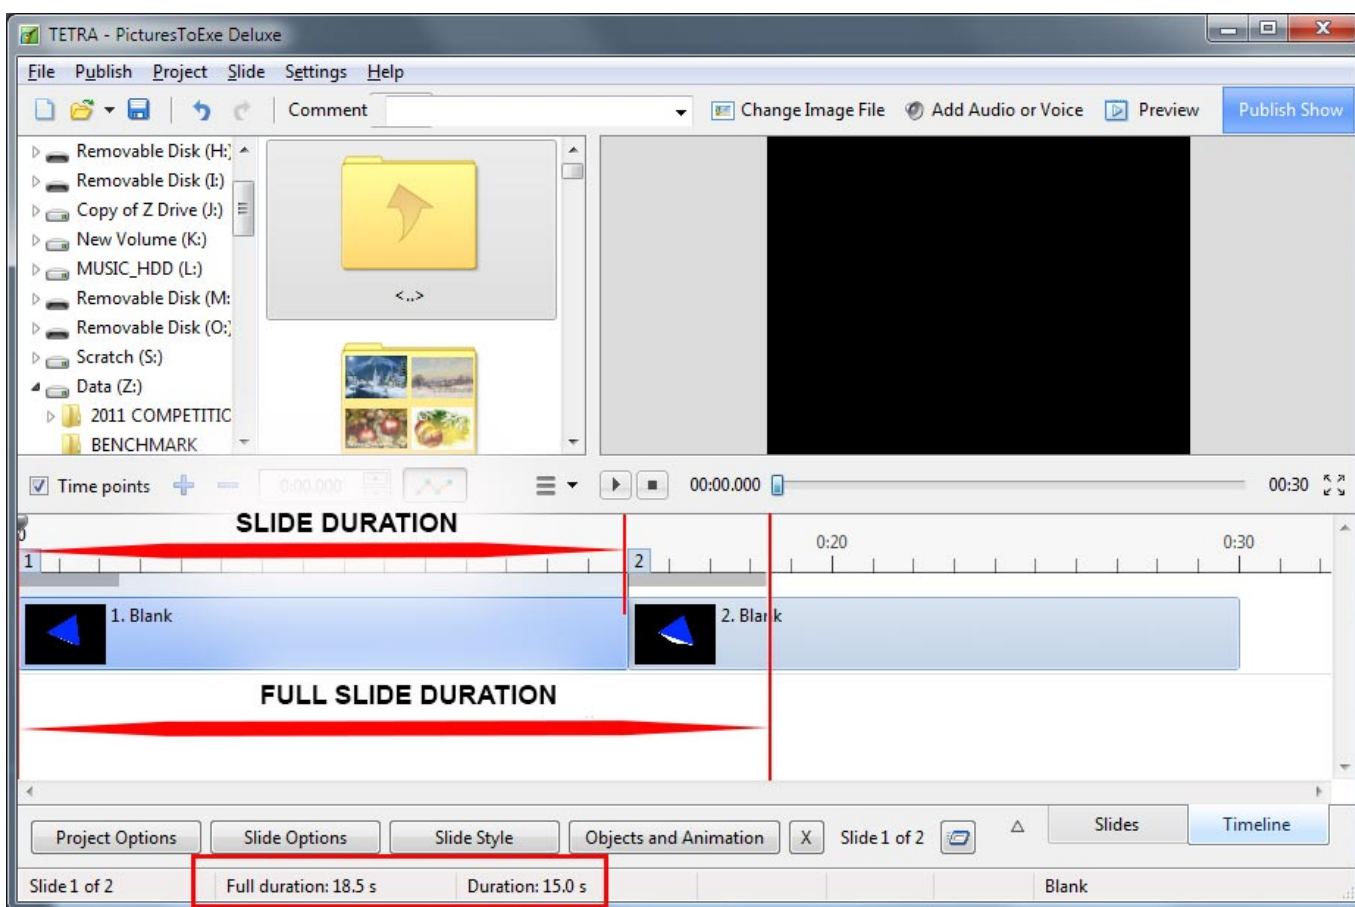 TETRA - PicturesToExe Deluxe
File Publish Project Slide Settings Help
Comment Change Image File Add Audio or Voice Preview Publish Show
Removable Disk (H:)
Removable Disk (I:)
Copy of Z Drive (J:)
New Volume (K:)
MUSIC_HDD (L:)
Removable Disk (M:
Removable Disk (O:)
Scratch (S:)
Data (Z:)
2011 COMPETITIC
BENCHMARK
<..>
Time points 0:00.000 00:00.000 00:30
SLIDE DURATION
0 0:20 0:30
1 2
1. Blank 2. Blank
FULL SLIDE DURATION
Project Options Slide Options Slide Style Objects and Animation X Slide 1 of 2 Slides Timeline
Slide 1 of 2 Full duration: 18.5 s Duration: 15.0 s Blank